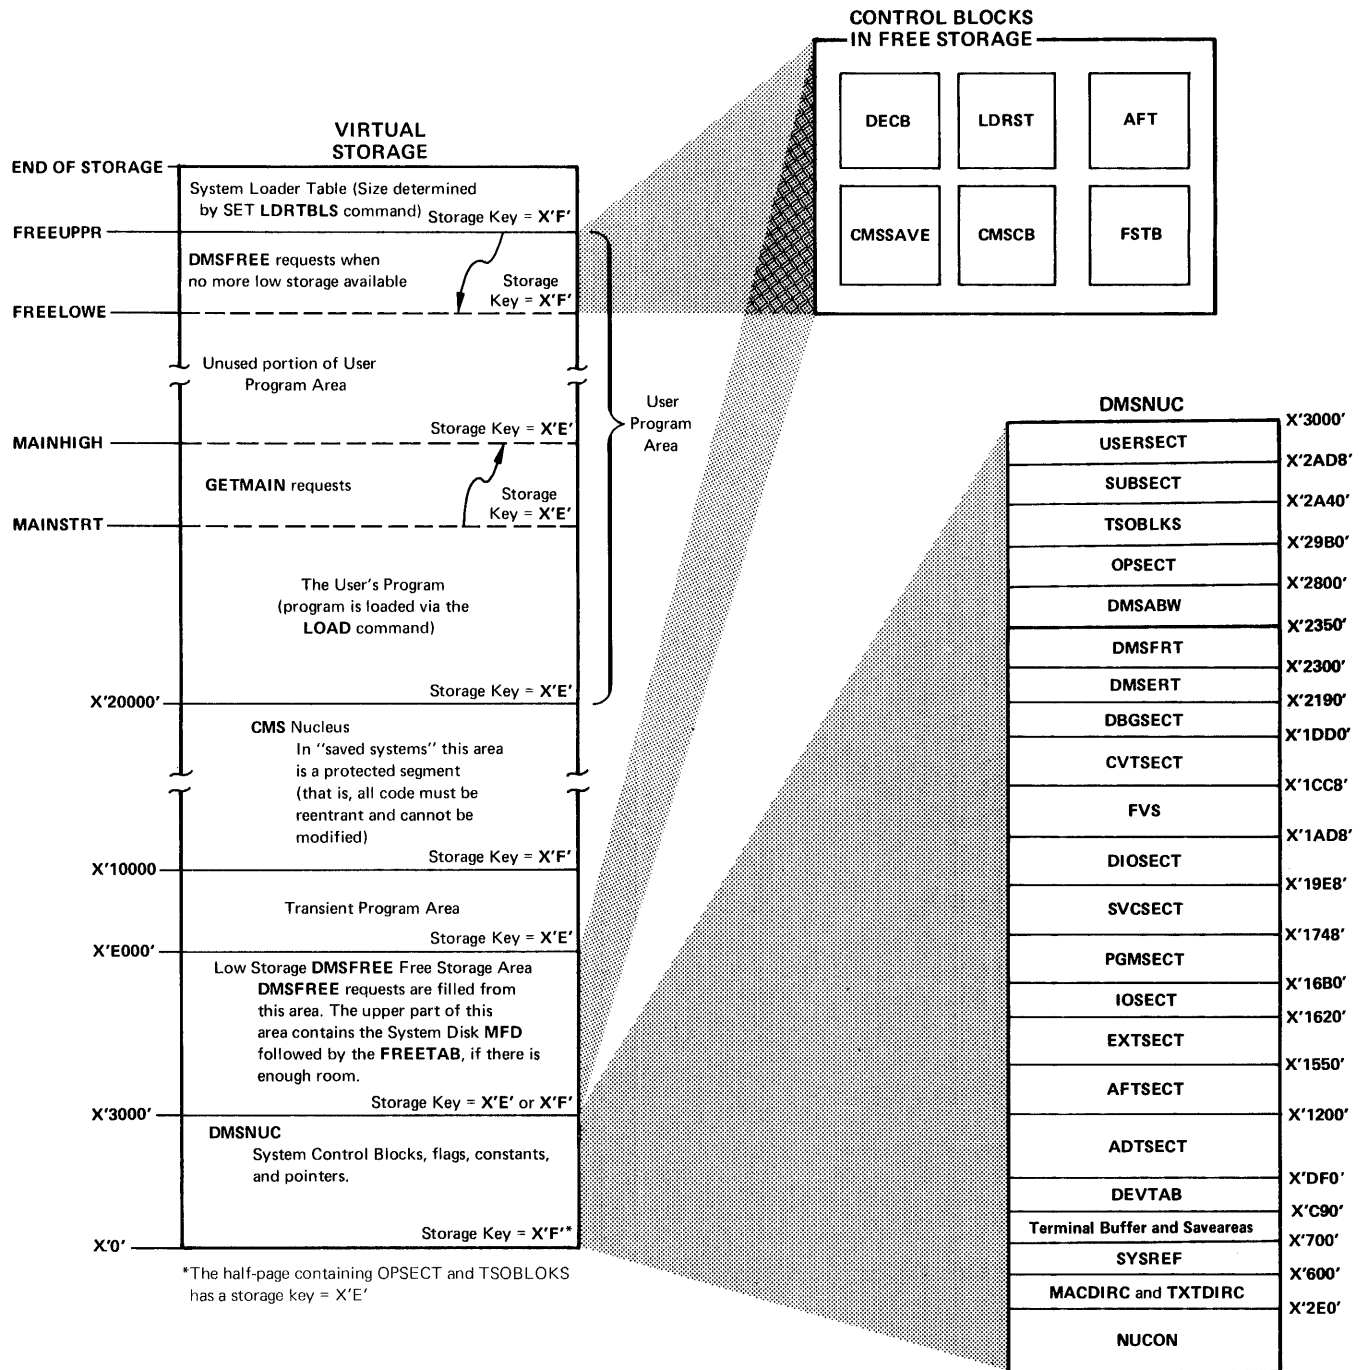 CONTROL BLOCKS
IN FREE STORAGE
DECB
LDRST
AFT
CMSSAVE
CMSCB
FSTB
VIRTUAL
STORAGE
END OF STORAGE
System Loader Table (Size determined
by SET LDRTBLS command)
Storage Key = X'F'
FREEUPPR
DMSFREE requests when
no more low storage available
Storage
Key = X'F'
FREELOWE
Unused portion of User
Program Area
Storage Key = X'E'
MAINHIGH
GETMAIN requests
Storage
Key = X'E'
MAINSTRT
The User's Program
(program is loaded via the
LOAD command)
Storage Key = X'E'
User
Program
Area
X'20000'
CMS Nucleus
In "saved systems" this area
is a protected segment
(that is, all code must be
reentrant and cannot be
modified)
Storage Key = X'F'
X'10000
Transient Program Area
Storage Key = X'E'
X'E000'
Low Storage DMSFREE Free Storage Area
DMSFREE requests are filled from
this area. The upper part of this
area contains the System Disk MFD
followed by the FREETAB, if there is
enough room.
Storage Key = X'E' or X'F'
X'3000'
DMSNUC
System Control Blocks, flags, constants,
and pointers.
Storage Key = X'F'*
X'0'
*The half-page containing OPSECT and TSOBLOKS
has a storage key = X'E'
DMSNUC
X'3000'
USERSECT
X'2AD8'
SUBSECT
X'2A40'
TSOBLKS
X'29B0'
OPSECT
X'2800'
DMSABW
X'2350'
DMSFRT
X'2300'
DMSERT
X'2190'
DBGSECT
X'1DD0'
CVTSECT
X'1CC8'
FVS
X'1AD8'
DIOSECT
X'19E8'
SVCSECT
X'1748'
PGMSECT
X'16B0'
IOSECT
X'1620'
EXTSECT
X'1550'
AFTSECT
X'1200'
ADTSECT
X'DF0'
DEVTAB
X'C90'
Terminal Buffer and Saveareas
X'700'
SYSREF
X'600'
MACDIRC and TXTDIRC
X'2E0'
NUCON